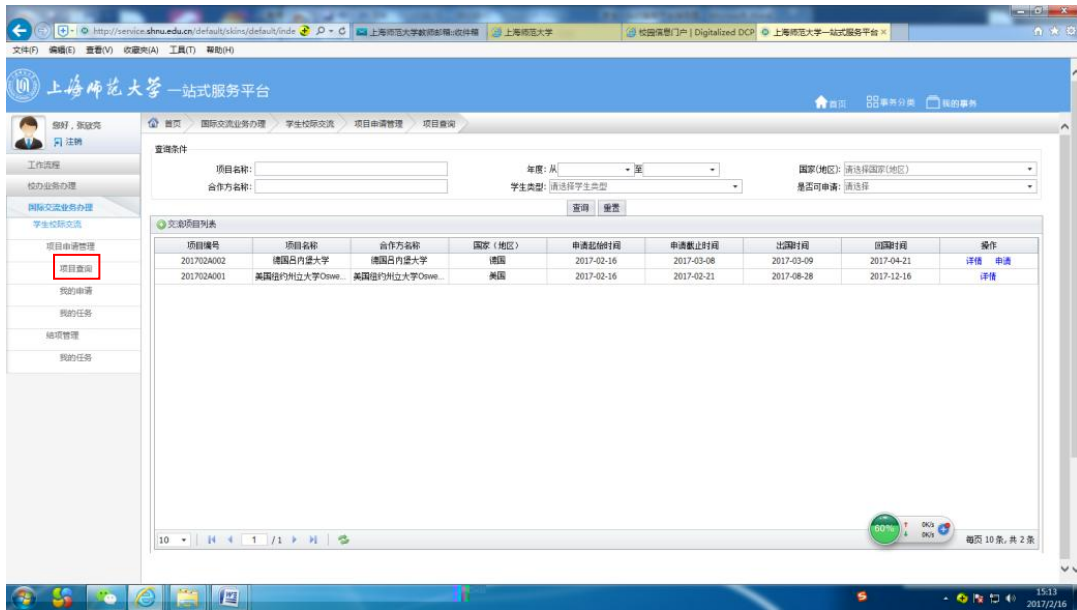 http://service.shnu.edu.cn/default/skins/default/inde
上海师范大学教师邮箱::收件箱
上海师范大学
校园信息门户 | Digitalized DCP
上海师范大学一站式服务平台
文件(F) 编辑(E) 查看(V) 收藏夹(A) 工具(T) 帮助(H)
上海师范大学 一站式服务平台
首页 事务分类 我的事务
注销
首页 国际交流业务办理 学生校际交流 项目申请管理 项目查询
工作流程
校办业务办理
国际交流业务办理
学生校际交流
项目申请管理
项目查询
我的申请
我的任务
结项管理
我的任务
查询条件
项目名称: 年度: 从 至 国家(地区): 请选择国家(地区)
合作方名称: 学生类型: 请选择学生类型 是否可申请: 请选择
查询 重置
交流项目列表
项目编号 项目名称 合作方名称 国家（地区） 申请起始时间 申请截止时间 出国时间 回国时间 操作
201702A002 德国吕内堡大学 德国吕内堡大学 德国 2017-02-16 2017-03-08 2017-03-09 2017-04-21 详情 申请
201702A001 美国纽约州立大学Oswe... 美国纽约州立大学Oswe... 美国 2017-02-16 2017-02-21 2017-08-28 2017-12-16 详情
60% 0K/s
0K/s
10 1 /1 每页 10 条, 共 2 条
15:13
2017/2/16